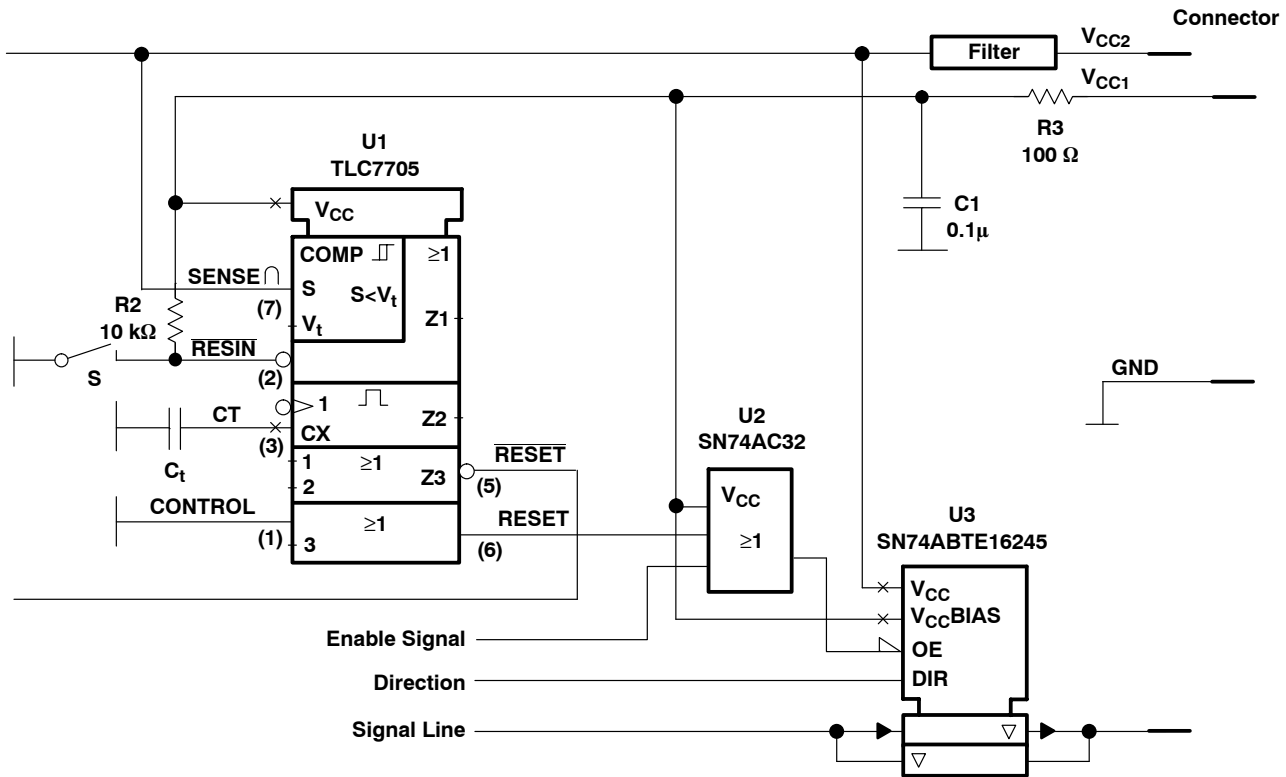 Connector
VCC2
Filter
VCC1
R3
100 Ω
C1
0.1μ
U1
TLC7705
VCC
COMP
≥1
SENSE
S
S<Vt
(7)
Vt
Z1
R2
10 kΩ
RESIN
(2)
S
1
CT
CX
Z2
(3)
Ct
1
≥1
2
Z3
RESET
(5)
CONTROL
≥1
(1)
3
RESET
(6)
GND
U2
SN74AC32
VCC
≥1
U3
SN74ABTE16245
VCC
VCCBIAS
OE
DIR
Enable Signal
Direction
Signal Line